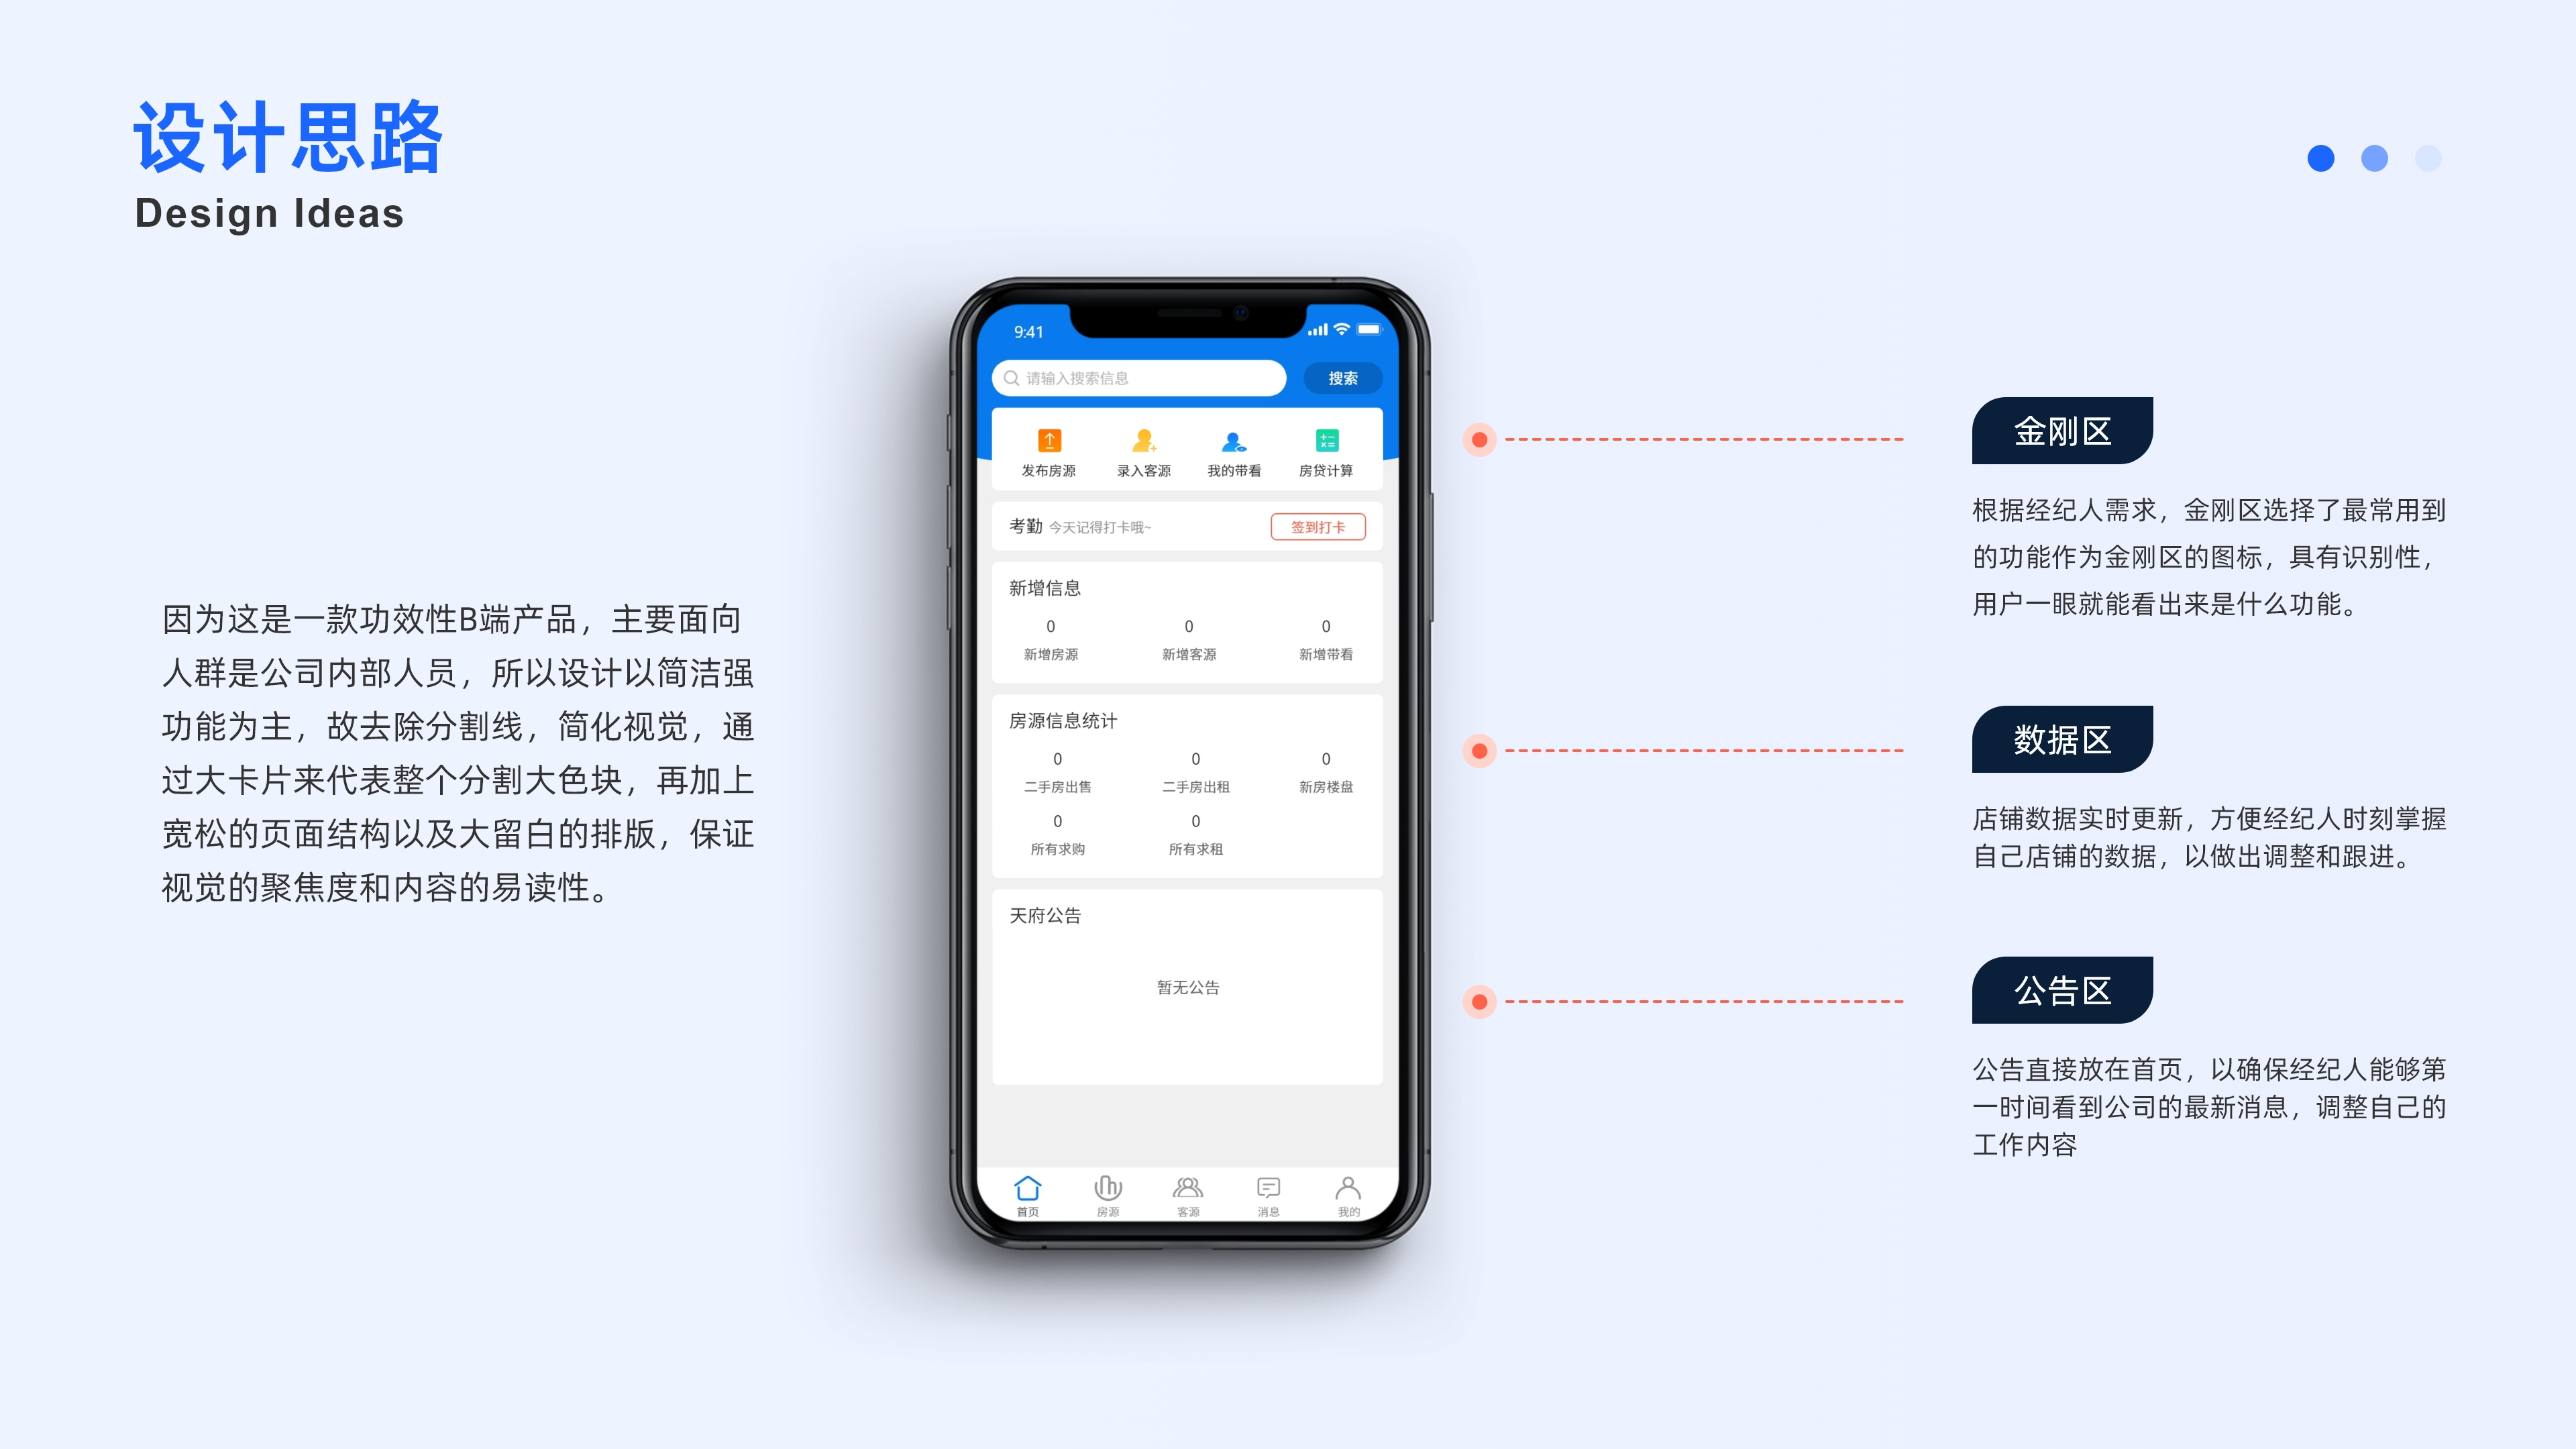 设计思路
Design Ideas
因为这是一款功效性B端产品，主要面向
人群是公司内部人员，所以设计以简洁强
功能为主，故去除分割线，简化视觉，通
过大卡片来代表整个分割大色块，再加上
宽松的页面结构以及大留白的排版，保证
视觉的聚焦度和内容的易读性。
9:41
请输入搜索信息 搜索
发布房源 录入客源 我的带看 房贷计算
考勤 今天记得打卡哦~ 签到打卡
新增信息
0 0 0
新增房源 新增客源 新增带看
房源信息统计
0 0 0
二手房出售 二手房出租 新房楼盘
0 0
所有求购 所有求租
天府公告
暂无公告
首页 房源 客源 消息 我的
金刚区
根据经纪人需求，金刚区选择了最常用到
的功能作为金刚区的图标，具有识别性，
用户一眼就能看出来是什么功能。
数据区
店铺数据实时更新，方便经纪人时刻掌握
自己店铺的数据，以做出调整和跟进。
公告区
公告直接放在首页，以确保经纪人能够第
一时间看到公司的最新消息，调整自己的
工作内容